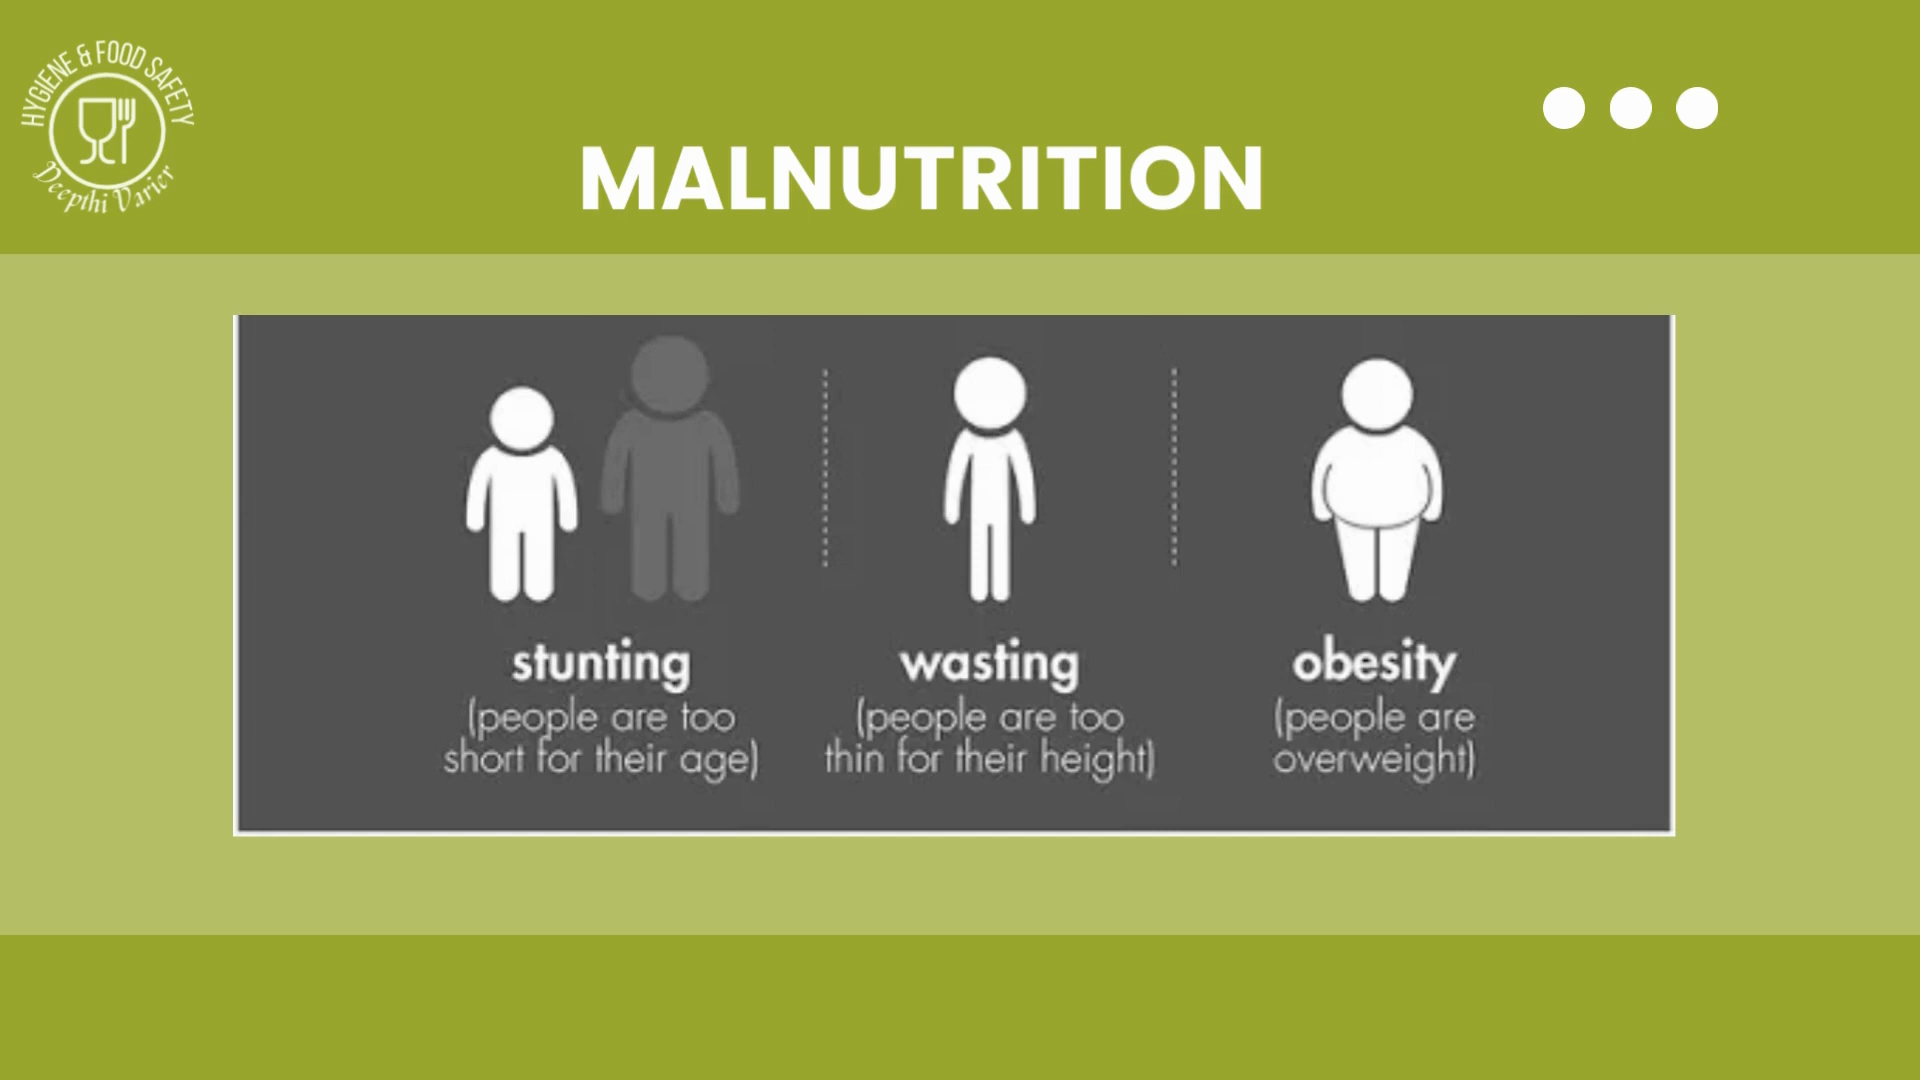 HYGIENE & FOOD SAFETY
Deepthi Varier
MALNUTRITION
stunting
(people are too
short for their age)
wasting
(people are too
thin for their height)
obesity
(people are
overweight)